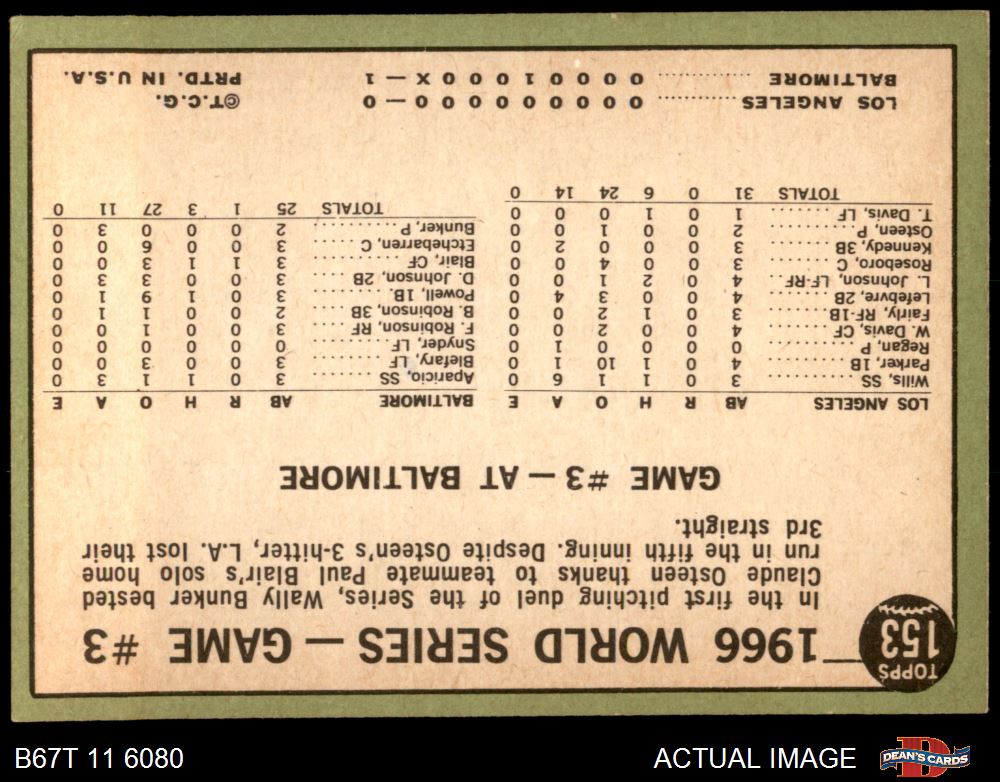 TOPPS
153
1966 WORLD SERIES — GAME #3
In the first pitching duel of the Series, Wally Bunker bested
Claude Osteen thanks to teammate Paul Blair's solo home
run in the fifth inning. Despite Osteen's 3-hitter, L.A. lost their
3rd straight.
GAME #3 — AT BALTIMORE
LOS ANGELES AB R H O A E
Wills, SS 3 0 1 1 6 0
Parker, 1B 4 0 1 10 1 0
Regan, P 0 0 0 0 1 0
W. Davis, CF 4 0 0 2 0 0
Fairly, RF-1B 3 0 1 2 0 0
Lefebvre, 2B 4 0 0 3 4 0
L. Johnson, LF-RF 4 0 2 1 0 0
Roseboro, C 3 0 0 4 0 0
Kennedy, 3B 3 0 0 0 2 0
Osteen, P 2 0 0 1 0 0
T. Davis, LF 1 0 1 0 0 0
TOTALS 31 0 6 24 14 0
BALTIMORE AB R H O A E
Aparicio, SS 3 0 1 1 3 0
Blefary, LF 3 0 0 3 0 0
Snyder, LF 0 0 0 0 0 0
F. Robinson, RF 3 0 0 1 0 0
B. Robinson, 3B 2 0 0 1 1 0
Powell, 1B 3 0 1 9 1 0
D. Johnson, 2B 3 0 0 3 3 0
Blair, CF 3 1 1 3 0 0
Etchebarren, C 3 0 0 6 0 0
Bunker, P 2 0 0 0 3 0
TOTALS 25 1 3 27 11 0
LOS ANGELES 0 0 0 0 0 0 0 0 0 — 0 ©T.C.G.
BALTIMORE 0 0 0 0 1 0 0 0 X — 1 PRTD. IN U.S.A.
B67T 11 6080 ACTUAL IMAGE DEAN'S CARDS